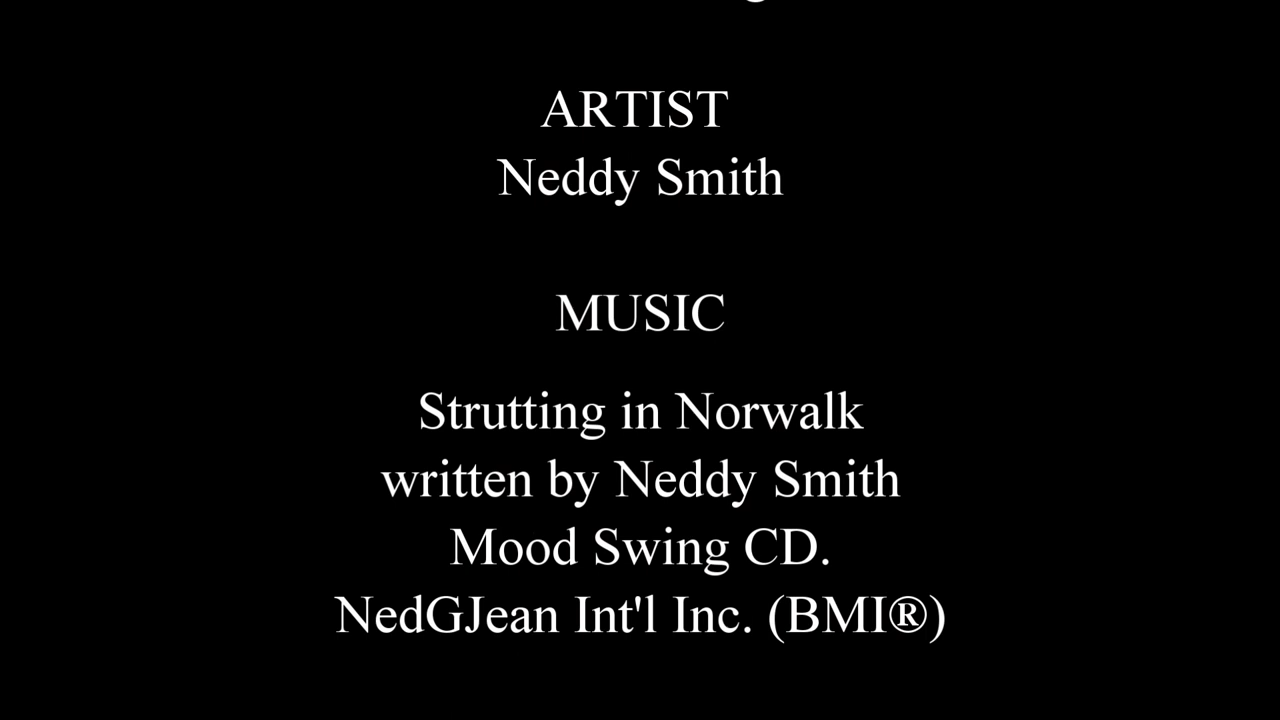 ARTIST
Neddy Smith
MUSIC
Strutting in Norwalk
written by Neddy Smith
Mood Swing CD.
NedGJean Int'l Inc. (BMI®)